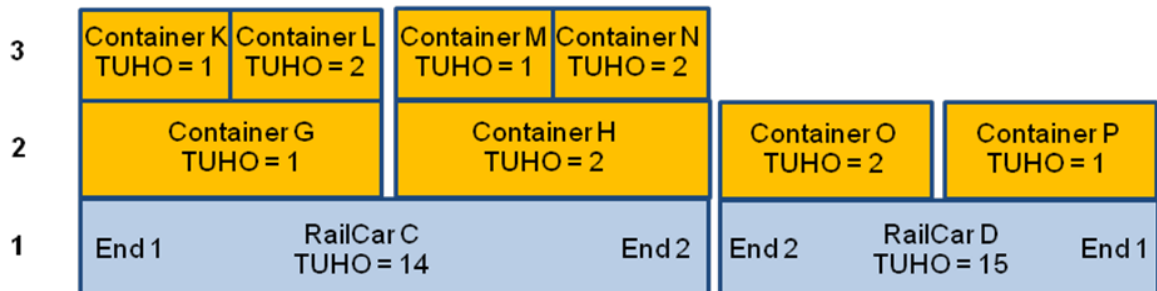 3
Container K
TUHO = 1
Container L
TUHO = 2
Container M
TUHO = 1
Container N
TUHO = 2
2
Container G
TUHO = 1
Container H
TUHO = 2
Container O
TUHO = 2
Container P
TUHO = 1
1
End 1
RailCar C
TUHO = 14
End 2
End 2
RailCar D
TUHO = 15
End 1